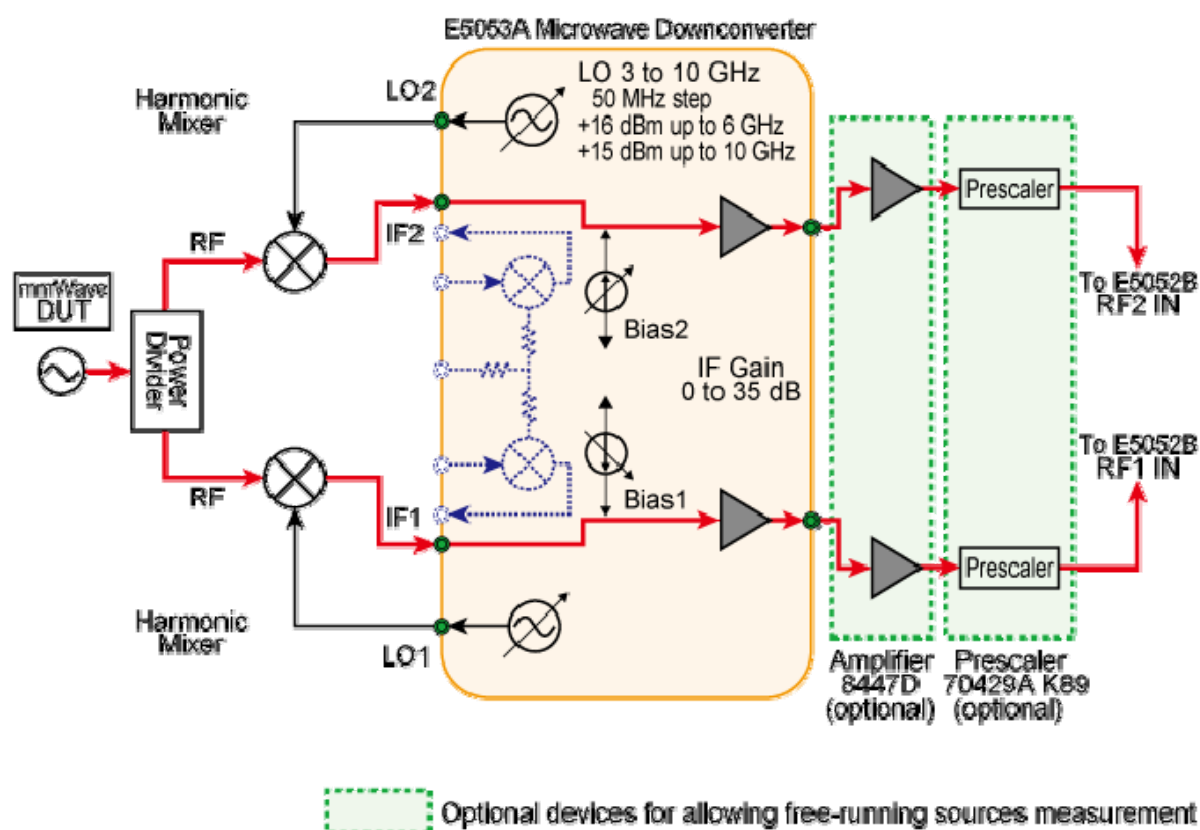 E5053A Microwave Downconverter
Harmonic
Mixer
LO2
LO 3 to 10 GHz
50 MHz step
+16 dBm up to 6 GHz
+15 dBm up to 10 GHz
RF
IF2
Prescaler
mmWave
DUT
Power
Divider
Bias2
To E5052B
RF2 IN
IF Gain
0 to 35 dB
To E5052B
RF1 IN
RF
IF1
Bias1
Prescaler
Harmonic
Mixer
LO1
Amplifier
8447D
(optional)
Prescaler
70429A K89
(optional)
Optional devices for allowing free-running sources measurement